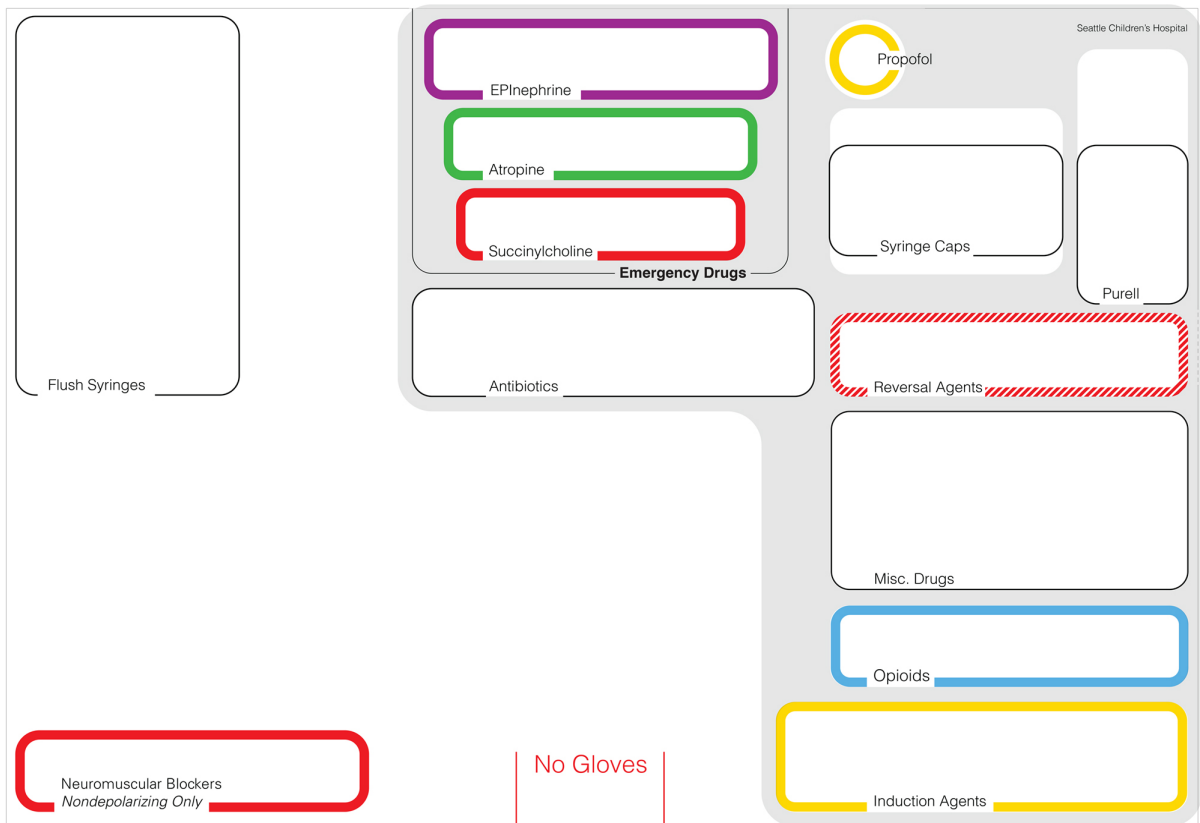 Seattle Children's Hospital
EPInephrine
Propofol
Atropine
Succinylcholine
Syringe Caps
Emergency Drugs
Purell
Flush Syringes
Antibiotics
Reversal Agents
Misc. Drugs
Opioids
No Gloves
Neuromuscular Blockers
Nondepolarizing Only
Induction Agents